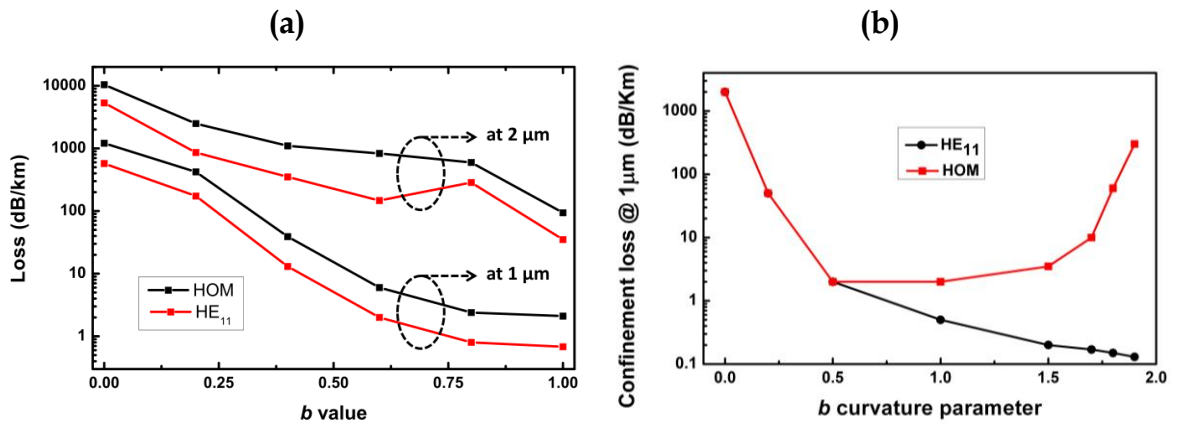 (a)
(b)
Loss (dB/km)
10000
1000
100
10
1
at 2 µm
at 1 µm
HOM
HE₁₁
0.00
0.25
0.50
0.75
1.00
b value
Confinement loss @ 1µm (dB/Km)
1000
100
10
1
0.1
HE₁₁
HOM
0.0
0.5
1.0
1.5
2.0
b curvature parameter